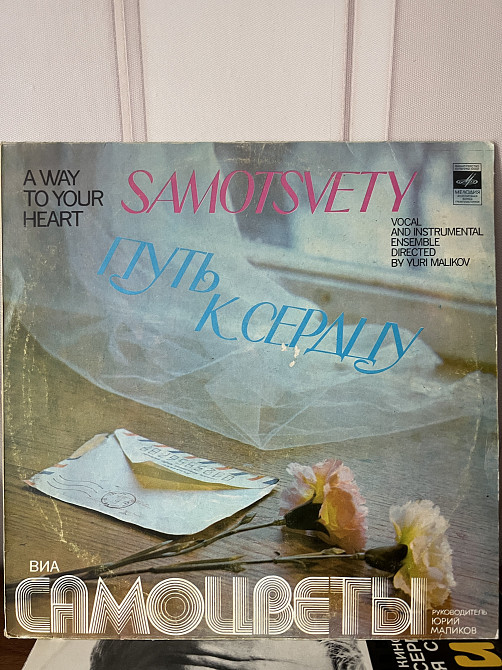 A WAY
TO YOUR
HEART
SAMOTSVETY
МЕЛОДИЯ
VOCAL
AND INSTRUMENTAL
ENSEMBLE
DIRECTED
BY YURI MALIKOV
ПУТЬ
К СЕРДЦУ
ВИА
САМОЦВЕТЫ
РУКОВОДИТЕЛЬ
ЮРИЙ
МАЛИКОВ